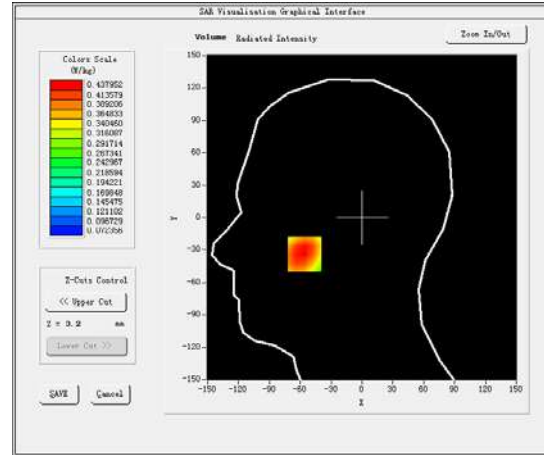 SAR Visualisation Graphical Interface
Volume Radiated Intensity
Zoom In/Out
Colors Scale
(W/kg)
0.437952
0.413579
0.389206
0.364833
0.340460
0.316087
0.291714
0.267341
0.242967
0.218594
0.194221
0.169848
0.145475
0.121102
0.096729
0.072356
Z-Cuts Control
<< Upper Cut
Z = 3.2 mm
Lower Cut >>
SAVE
Cancel
150
120
90
60
30
0
-30
-60
-90
-120
-150
Y
-150 -120 -90 -60 -30 0 30 60 90 120 150
X